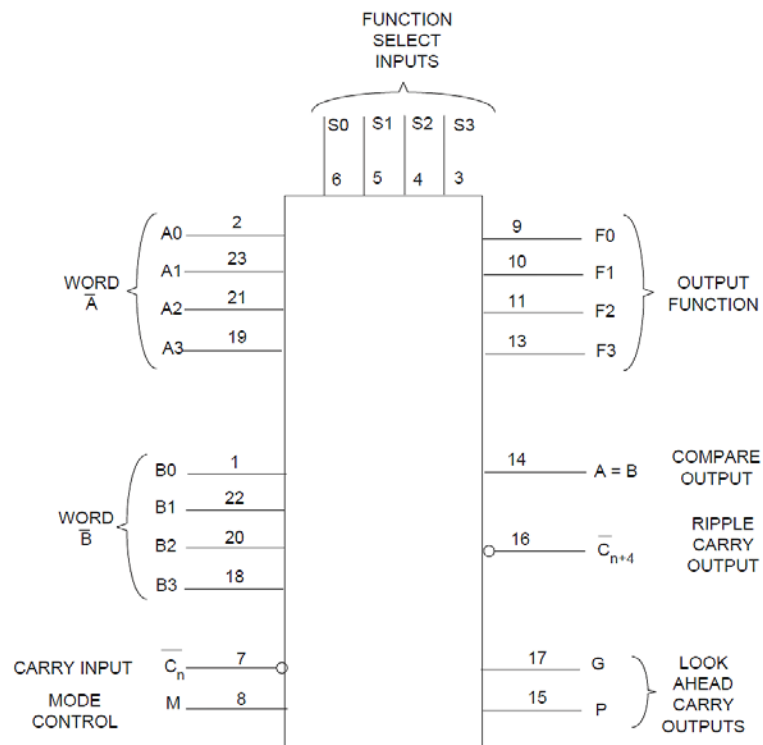 FUNCTION
SELECT
INPUTS
S0 S1 S2 S3
6 5 4 3
A0 2
A1 23
A2 21
A3 19
WORD
A̅
9 F0
10 F1
11 F2
13 F3
OUTPUT
FUNCTION
B0 1
B1 22
B2 20
B3 18
WORD
B̅
14 A = B
COMPARE
OUTPUT
16 C̅n+4
RIPPLE
CARRY
OUTPUT
CARRY INPUT C̅n 7
MODE
CONTROL
M 8
17 G
15 P
LOOK
AHEAD
CARRY
OUTPUTS